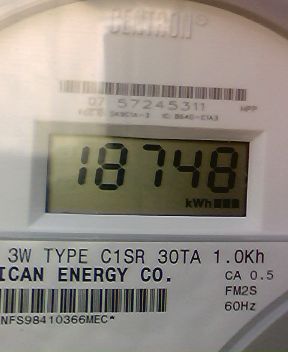 CENTRON®
07 57245311
18748
kWh
3W TYPE C1SR 30TA 1.0Kh
ICAN ENERGY CO.
CA 0.5
FM2S
60Hz
NFS98410366MEC*